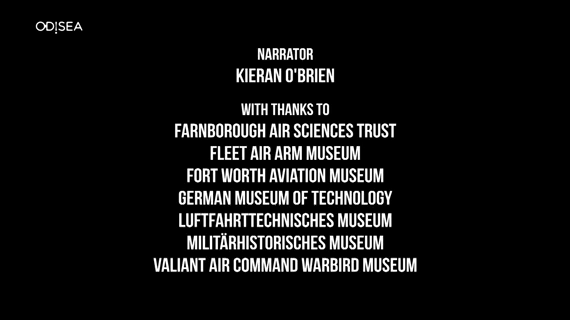 ODISEA
NARRATOR
KIERAN O'BRIEN
WITH THANKS TO
FARNBOROUGH AIR SCIENCES TRUST
FLEET AIR ARM MUSEUM
FORT WORTH AVIATION MUSEUM
GERMAN MUSEUM OF TECHNOLOGY
LUFTFAHRTTECHNISCHES MUSEUM
MILITÄRHISTORISCHES MUSEUM
VALIANT AIR COMMAND WARBIRD MUSEUM